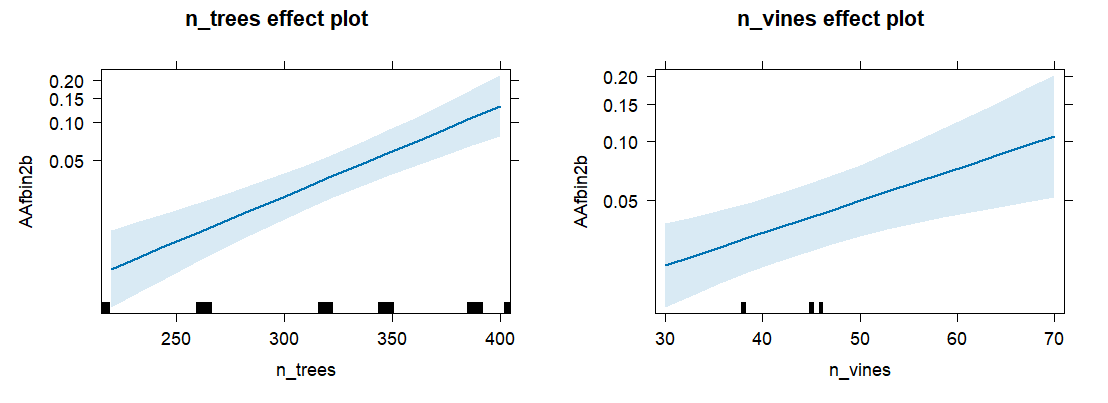 n_trees effect plot
AAfbin2b
0.20
0.15
0.10
0.05
250 300 350 400
n_trees
n_vines effect plot
AAfbin2b
0.20
0.15
0.10
0.05
30 40 50 60 70
n_vines